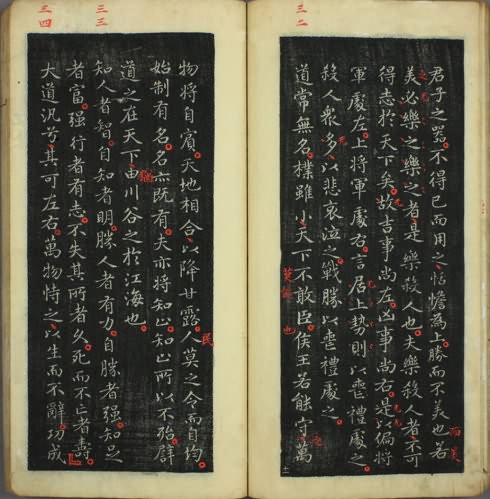 三二
君子之器。不得已而用之。恬憺為上。勝而不美也。若
美必樂之。樂之者。是樂殺人也。夫樂殺人者。不可
得志於天下矣。故吉事尚左。凶事尚右。是以偏將
軍處左。上將軍處右。言居上勢則以喪禮處之。
殺人衆多。以悲哀泣之。戰勝以喪禮處之。
道常無名。樸雖小。天下不敢臣。侯王若能守。萬
三三
三四
物將自賓。天地相合。以降甘露。人莫之令而自均。
始制有名。名亦既有。夫亦將知止。知止所以不殆。譬
道之在天下。由川谷之於江海也。
知人者智。自知者明。勝人者有力。自勝者強。知足
者富。强行者有志。不失其所者久。死而不亡者壽。
大道汎兮。其可左右。萬物恃之以生而不辭。功成
民
猶